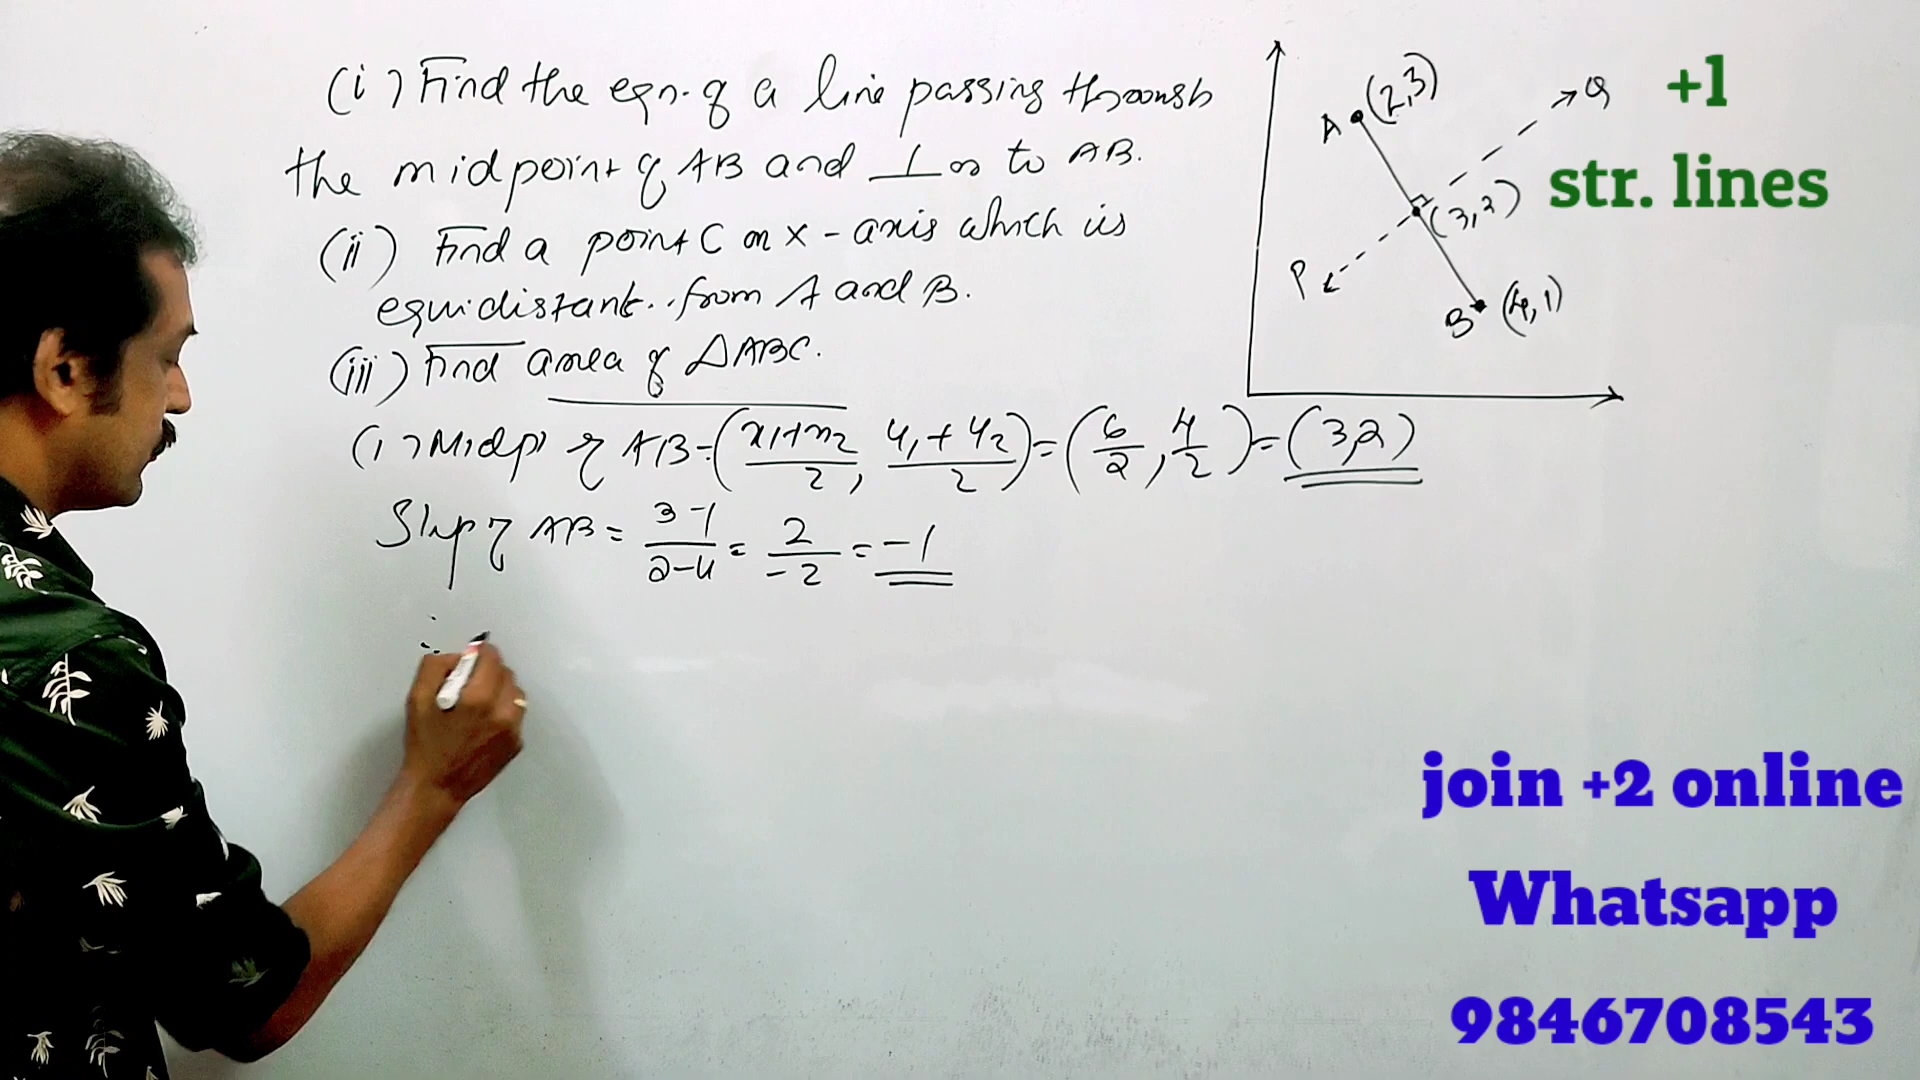 (i) Find the eqn. of a line passing through
the midpoint of AB and ⊥or to AB.
(ii) Find a point C on x-axis which is
equidistant.. from A and B.
(iii) Find area of △ABC.
(i) Midpt of AB=(x1+x2/2, y1+y2/2)=(6/2, 4/2)=(3,2)
Slop of AB = 3-1/2-4 = 2/-2 = -1
∴
A (2,3)
Q
(3,2)
P
B (4,1)
+1
str. lines
join +2 online
Whatsapp
9846708543